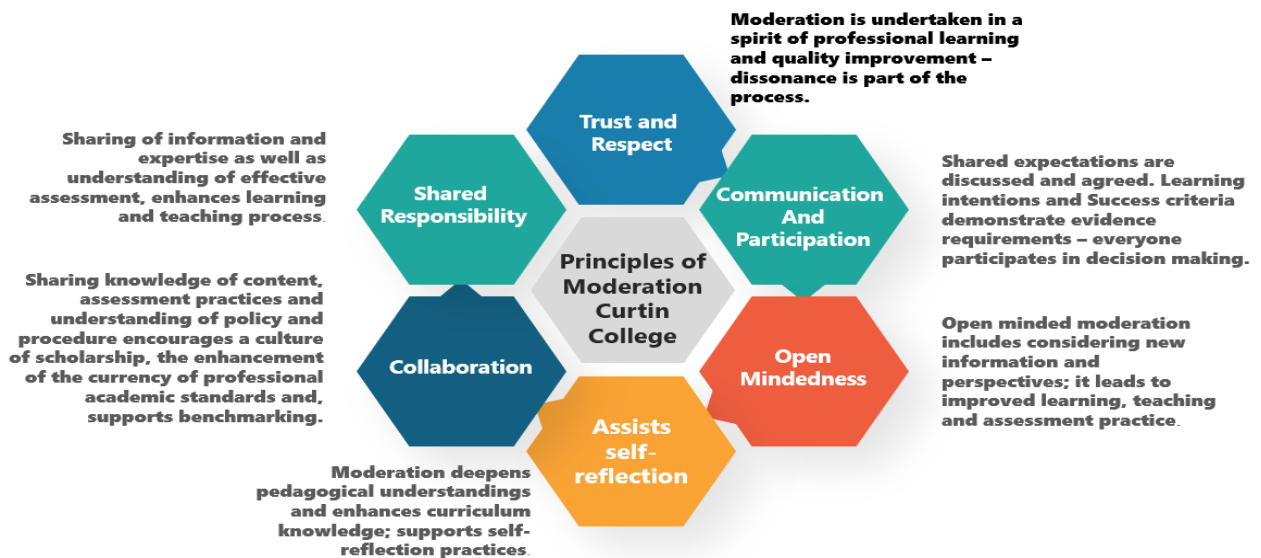 Moderation is undertaken in a
spirit of professional learning
and quality improvement –
dissonance is part of the
process.
Trust and
Respect
Sharing of information and
expertise as well as
understanding of effective
assessment, enhances learning
and teaching process.
Shared
Responsibility
Communication
And
Participation
Shared expectations are
discussed and agreed. Learning
intentions and Success criteria
demonstrate evidence
requirements – everyone
participates in decision making.
Principles of
Moderation
Curtin
College
Sharing knowledge of content,
assessment practices and
understanding of policy and
procedure encourages a culture
of scholarship, the enhancement
of the currency of professional
academic standards and,
supports benchmarking.
Collaboration
Open
Mindedness
Open minded moderation
includes considering new
information and
perspectives; it leads to
improved learning, teaching
and assessment practice.
Assists
self-
reflection
Moderation deepens
pedagogical understandings
and enhances curriculum
knowledge; supports self-
reflection practices.